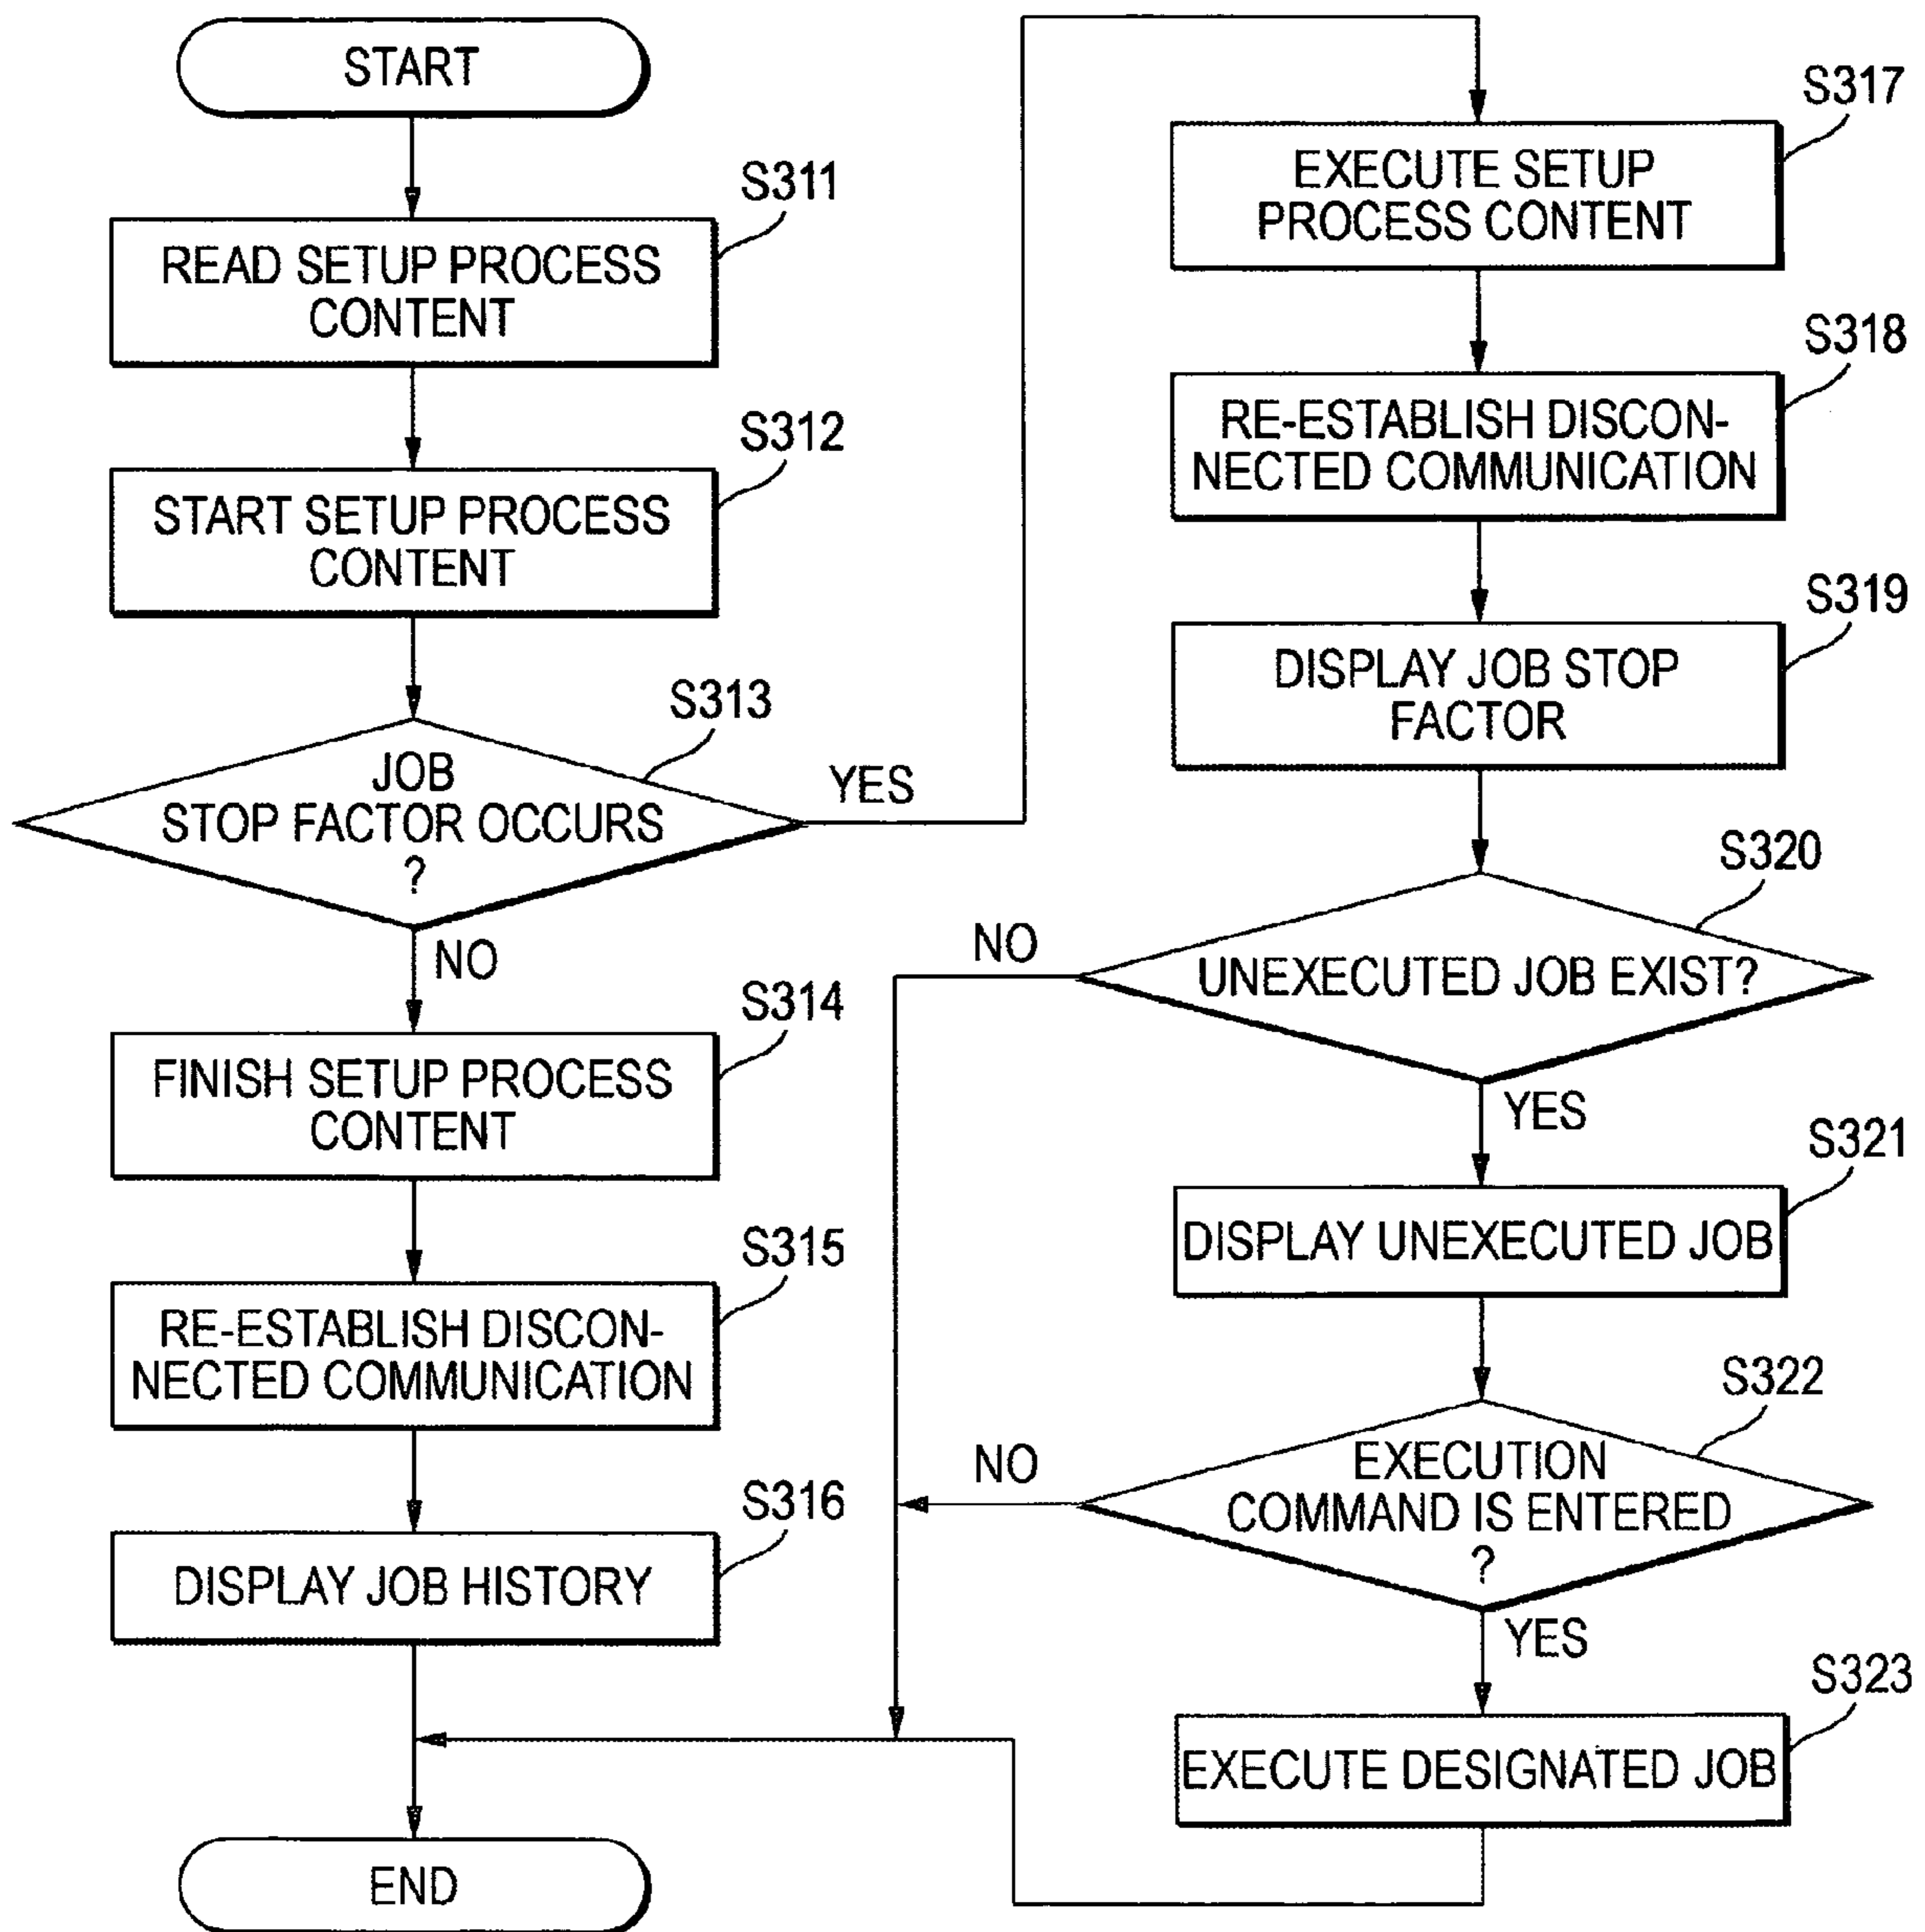 START
S311
READ SETUP PROCESS
CONTENT
S312
START SETUP PROCESS
CONTENT
S313
JOB
STOP FACTOR OCCURS
?
YES
NO
S314
FINISH SETUP PROCESS
CONTENT
S315
RE-ESTABLISH DISCON-
NECTED COMMUNICATION
S316
DISPLAY JOB HISTORY
END
S317
EXECUTE SETUP
PROCESS CONTENT
S318
RE-ESTABLISH DISCON-
NECTED COMMUNICATION
S319
DISPLAY JOB STOP
FACTOR
S320
UNEXECUTED JOB EXIST?
NO
YES
S321
DISPLAY UNEXECUTED JOB
S322
EXECUTION
COMMAND IS ENTERED
?
NO
YES
S323
EXECUTE DESIGNATED JOB